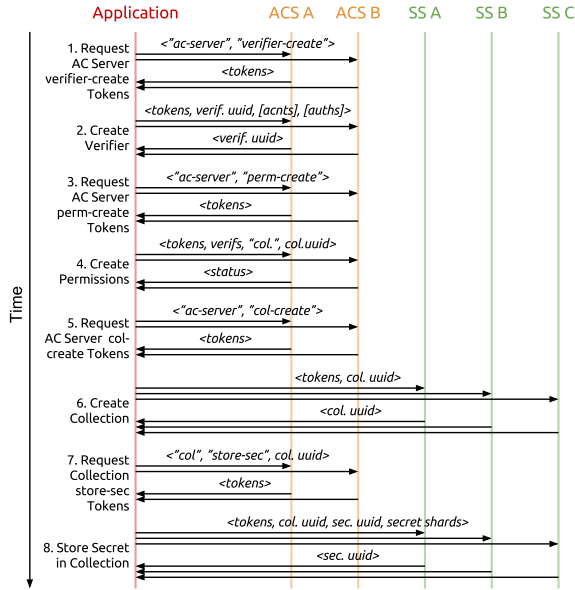 Application ACS A ACS B SS A SS B SS C
<"ac-server", "verifier-create">
1. Request
AC Server
verifier-create
Tokens
<tokens>
<tokens, verif. uuid, [acnts], [auths]>
2. Create
Verifier
<verif. uuid>
3. Request
AC Server
perm-create
Tokens
<"ac-server", "perm-create">
<tokens>
<tokens, verifs, "col.", col.uuid>
4. Create
Permissions
<status>
<"ac-server", "col-create">
5. Request
AC Server col-
create Tokens
<tokens>
<tokens, col. uuid>
6. Create
Collection
<col. uuid>
<"col", "store-sec", col. uuid>
7. Request
Collection
store-sec
Tokens
<tokens>
<tokens, col. uuid, sec. uuid, secret shards>
8. Store Secret
in Collection
<sec. uuid>
Time